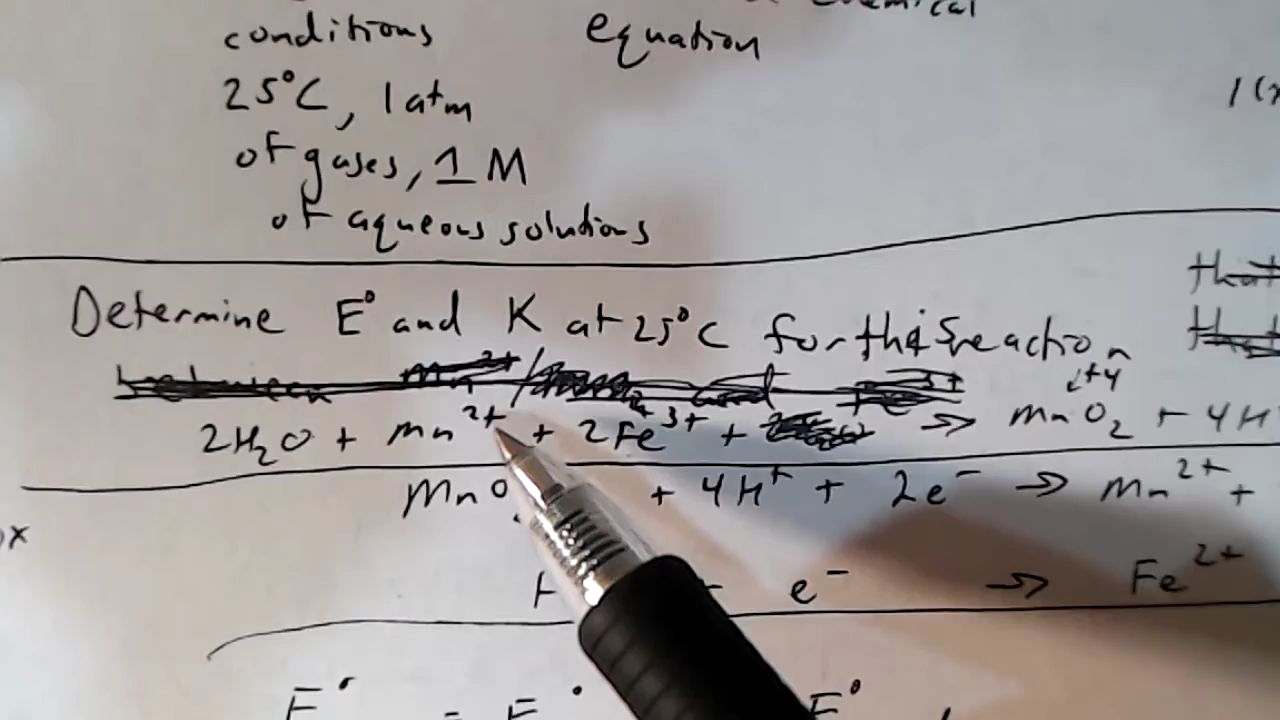 conditions equation
25°C, 1 atm
of gases, 1 M
of aqueous solutions
Determine E° and K at 25°C for this reaction
+4
2H₂O + Mn²⁺ + 2Fe³⁺ + → MnO₂ + 4H
MnO + 4H⁺ + 2e⁻ → Mn²⁺ +
e⁻ → Fe²⁺
E° = E° E°